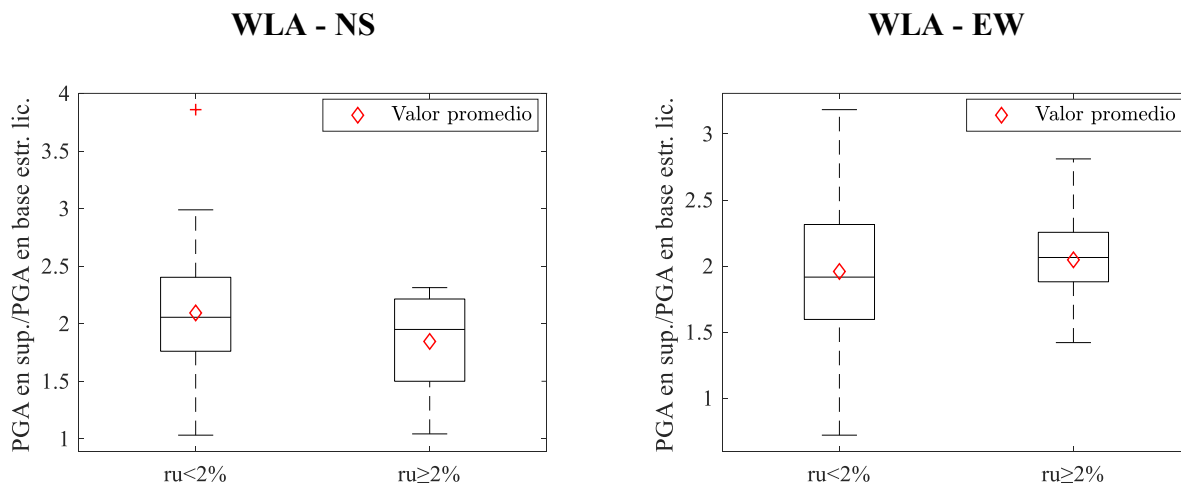 WLA - NS
PGA en sup./PGA en base estr. lic.
4
3.5
3
2.5
2
1.5
1
Valor promedio
ru<2%
ru≥2%
WLA - EW
PGA en sup./PGA en base estr. lic.
3
2.5
2
1.5
1
Valor promedio
ru<2%
ru≥2%